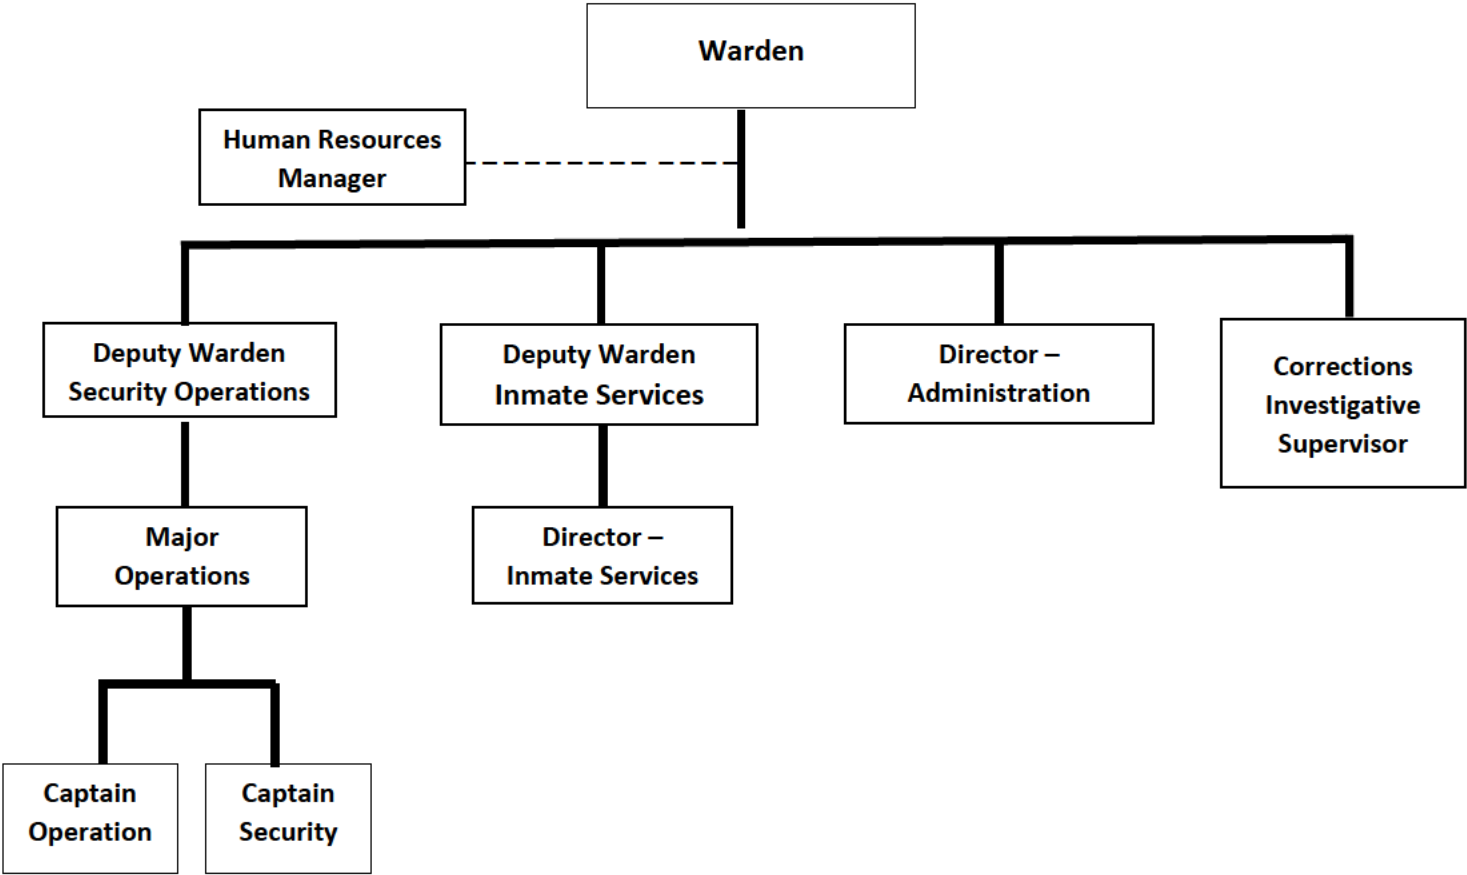 Warden
Human Resources
Manager
Deputy Warden
Security Operations
Deputy Warden
Inmate Services
Director –
Administration
Corrections
Investigative
Supervisor
Major
Operations
Director –
Inmate Services
Captain
Operation
Captain
Security